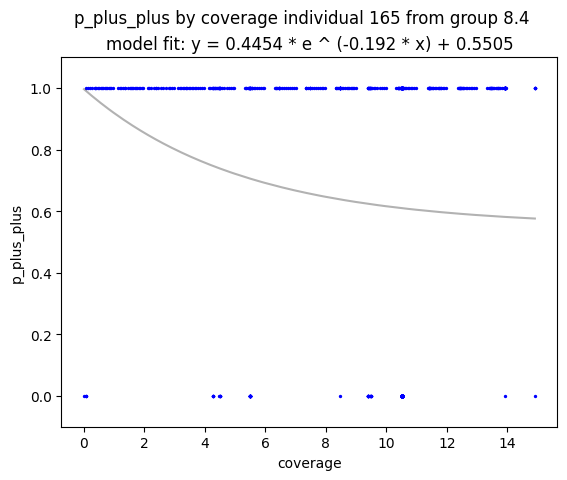 p_plus_plus by coverage individual 165 from group 8.4
model fit: y = 0.4454 * e ^ (-0.192 * x) + 0.5505
1.0
0.8
0.6
0.4
0.2
0.0
p_plus_plus
0 2 4 6 8 10 12 14
coverage